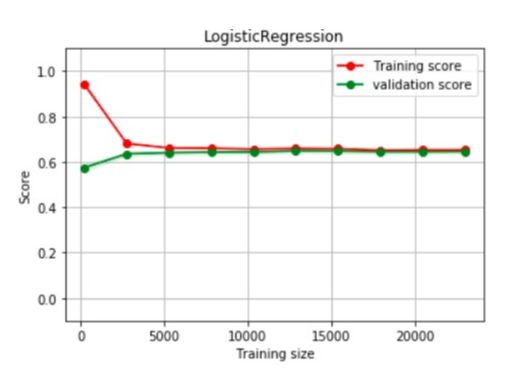 LogisticRegression
Training score
validation score
1.0
0.8
0.6
0.4
0.2
0.0
Score
0
5000
10000
15000
20000
Training size